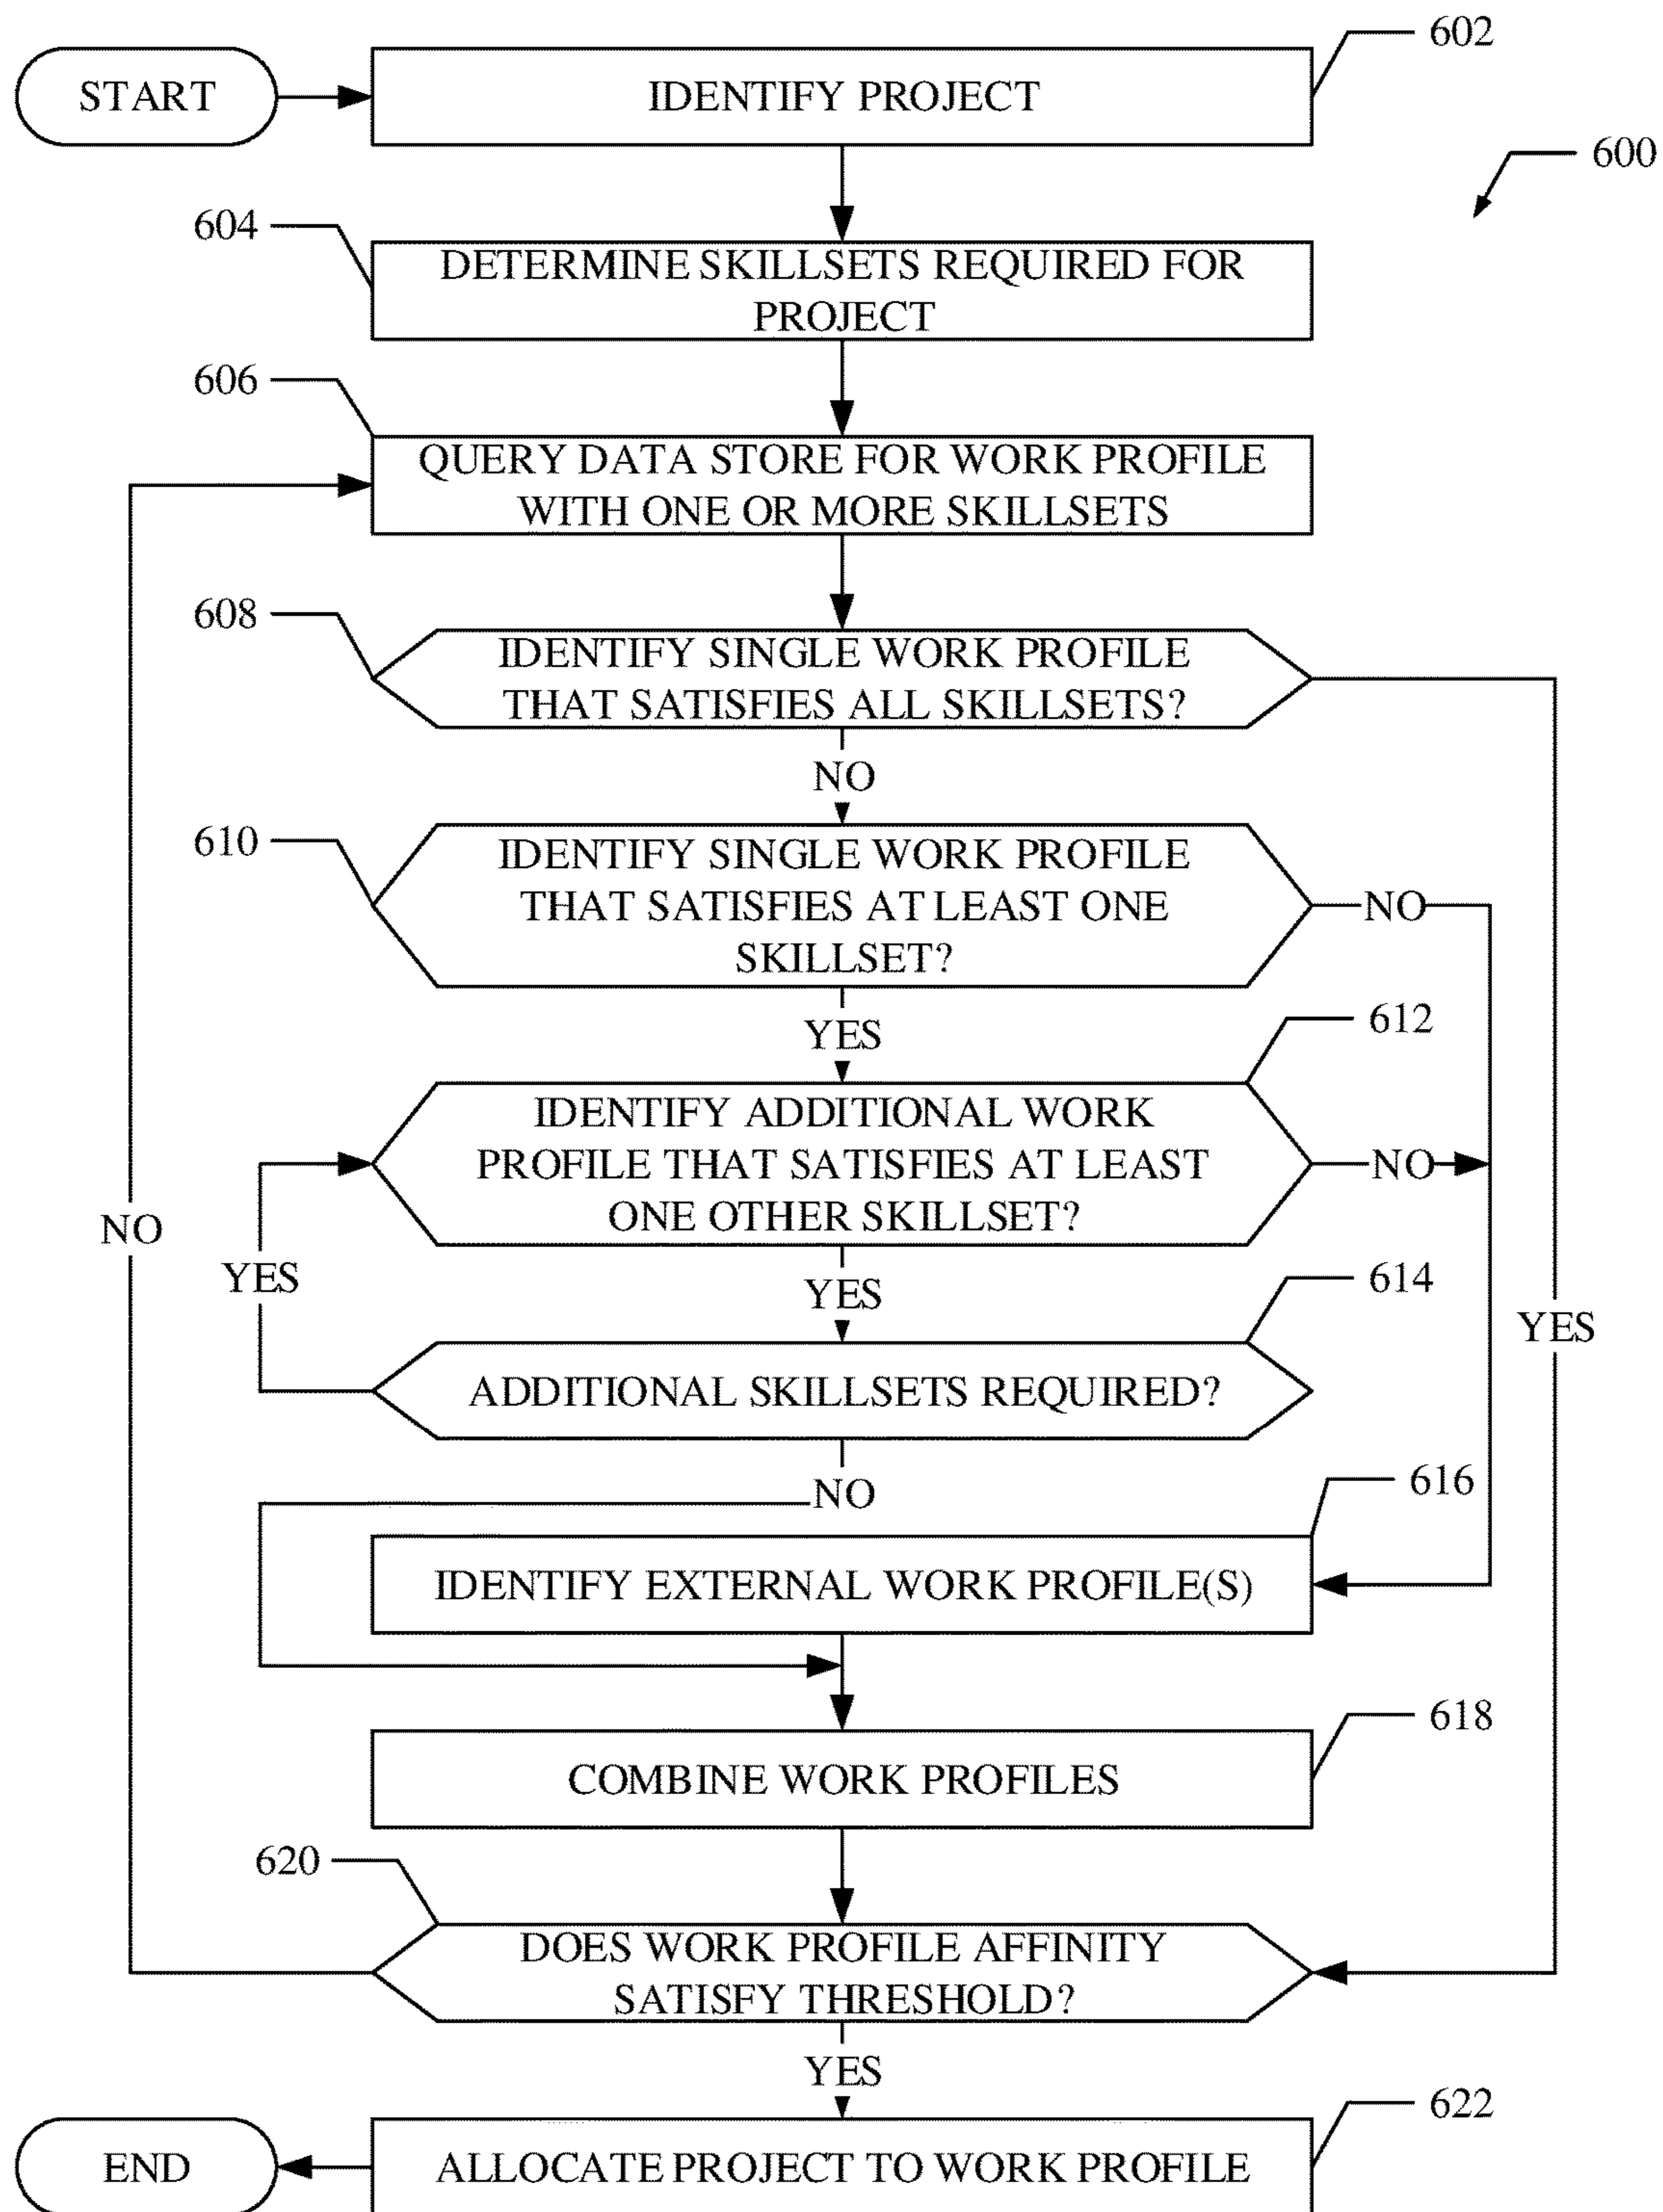 602
START
IDENTIFY PROJECT
600
604
DETERMINE SKILLSETS REQUIRED FOR
PROJECT
606
QUERY DATA STORE FOR WORK PROFILE
WITH ONE OR MORE SKILLSETS
608
IDENTIFY SINGLE WORK PROFILE
THAT SATISFIES ALL SKILLSETS?
NO
610
IDENTIFY SINGLE WORK PROFILE
THAT SATISFIES AT LEAST ONE
SKILLSET?
NO
YES
612
IDENTIFY ADDITIONAL WORK
PROFILE THAT SATISFIES AT LEAST
ONE OTHER SKILLSET?
NO
NO
YES
YES
614
YES
ADDITIONAL SKILLSETS REQUIRED?
NO
616
IDENTIFY EXTERNAL WORK PROFILE(S)
618
COMBINE WORK PROFILES
620
DOES WORK PROFILE AFFINITY
SATISFY THRESHOLD?
YES
622
END
ALLOCATE PROJECT TO WORK PROFILE